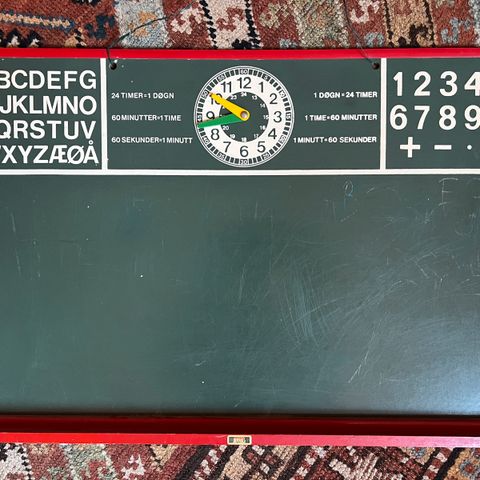 BCDEFG
JKLMNO
QRSTUV
WXYZÆØÅ
24 TIMER=1 DØGN
60 MINUTTER=1 TIME
60 SEKUNDER=1 MINUTT
12
1
2
3
4
5
6
7
8
9
10
11
1 DØGN=24 TIMER
1 TIME=60 MINUTTER
1 MINUTT=60 SEKUNDER
1234
6789
+ − ·